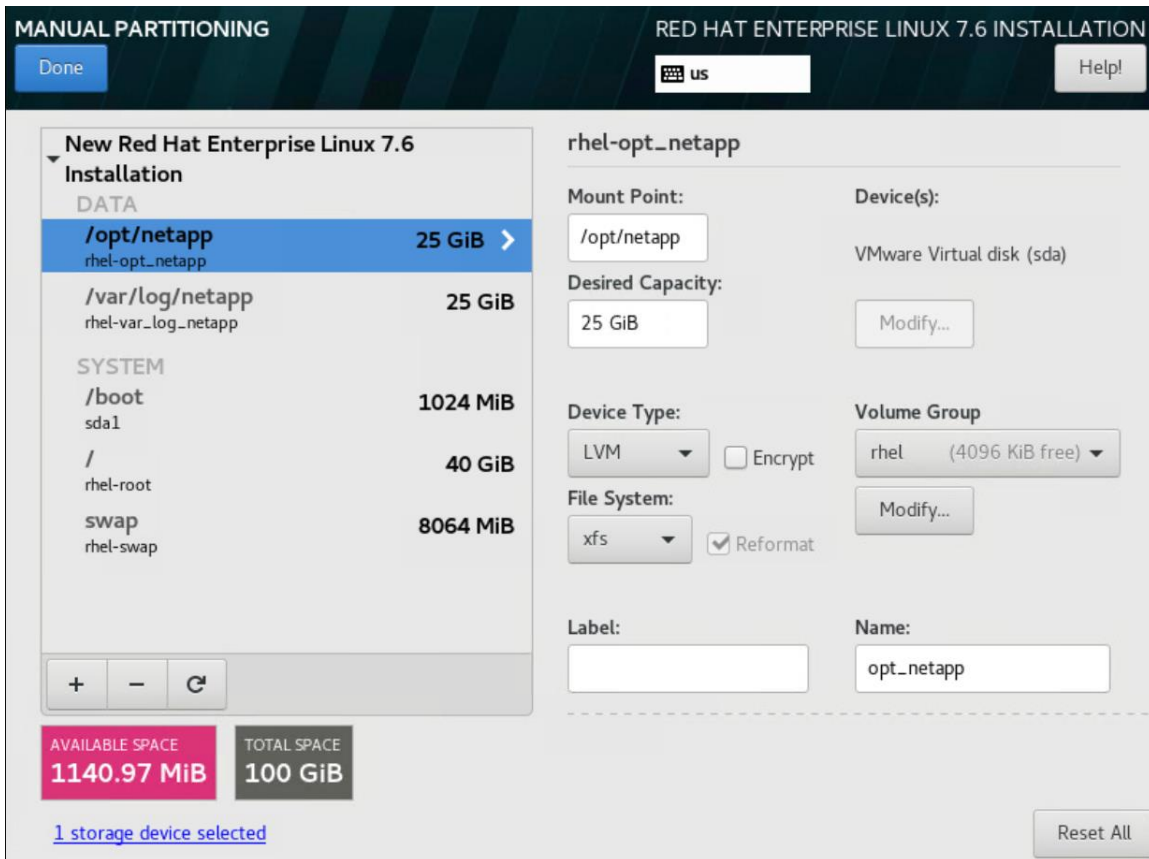 MANUAL PARTITIONING
RED HAT ENTERPRISE LINUX 7.6 INSTALLATION
Done
us
Help!
New Red Hat Enterprise Linux 7.6
Installation
DATA
/opt/netapp 25 GiB
rhel-opt_netapp
/var/log/netapp 25 GiB
rhel-var_log_netapp
SYSTEM
/boot 1024 MiB
sda1
/ 40 GiB
rhel-root
swap 8064 MiB
rhel-swap
+ −
AVAILABLE SPACE
1140.97 MiB
TOTAL SPACE
100 GiB
1 storage device selected
rhel-opt_netapp
Mount Point:
/opt/netapp
Device(s):
VMware Virtual disk (sda)
Desired Capacity:
25 GiB
Modify...
Device Type:
LVM
Encrypt
Volume Group
rhel (4096 KiB free)
File System:
xfs
Reformat
Modify...
Label:
Name:
opt_netapp
Reset All